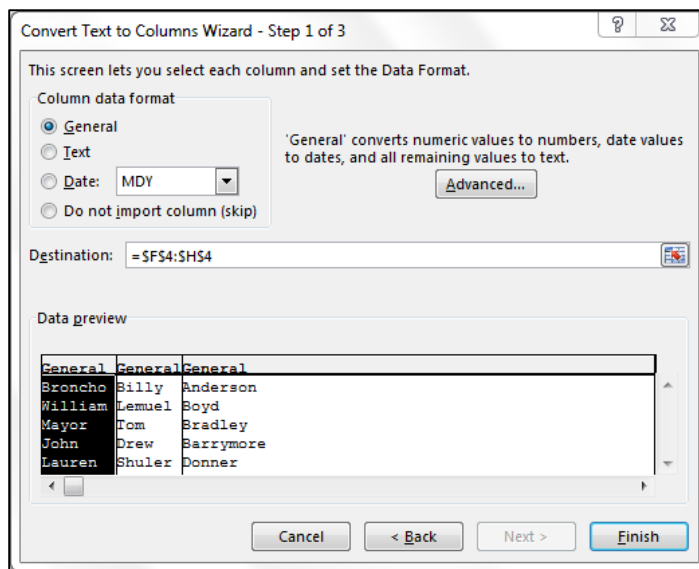 Convert Text to Columns Wizard - Step 1 of 3
This screen lets you select each column and set the Data Format.
Column data format
General
Text
Date: MDY
Do not import column (skip)
'General' converts numeric values to numbers, date values
to dates, and all remaining values to text.
Advanced...
Destination: =$F$4:$H$4
Data preview
General General General
Broncho Billy Anderson
William Lemuel Boyd
Mayor Tom Bradley
John Drew Barrymore
Lauren Shuler Donner
Cancel < Back Next > Finish